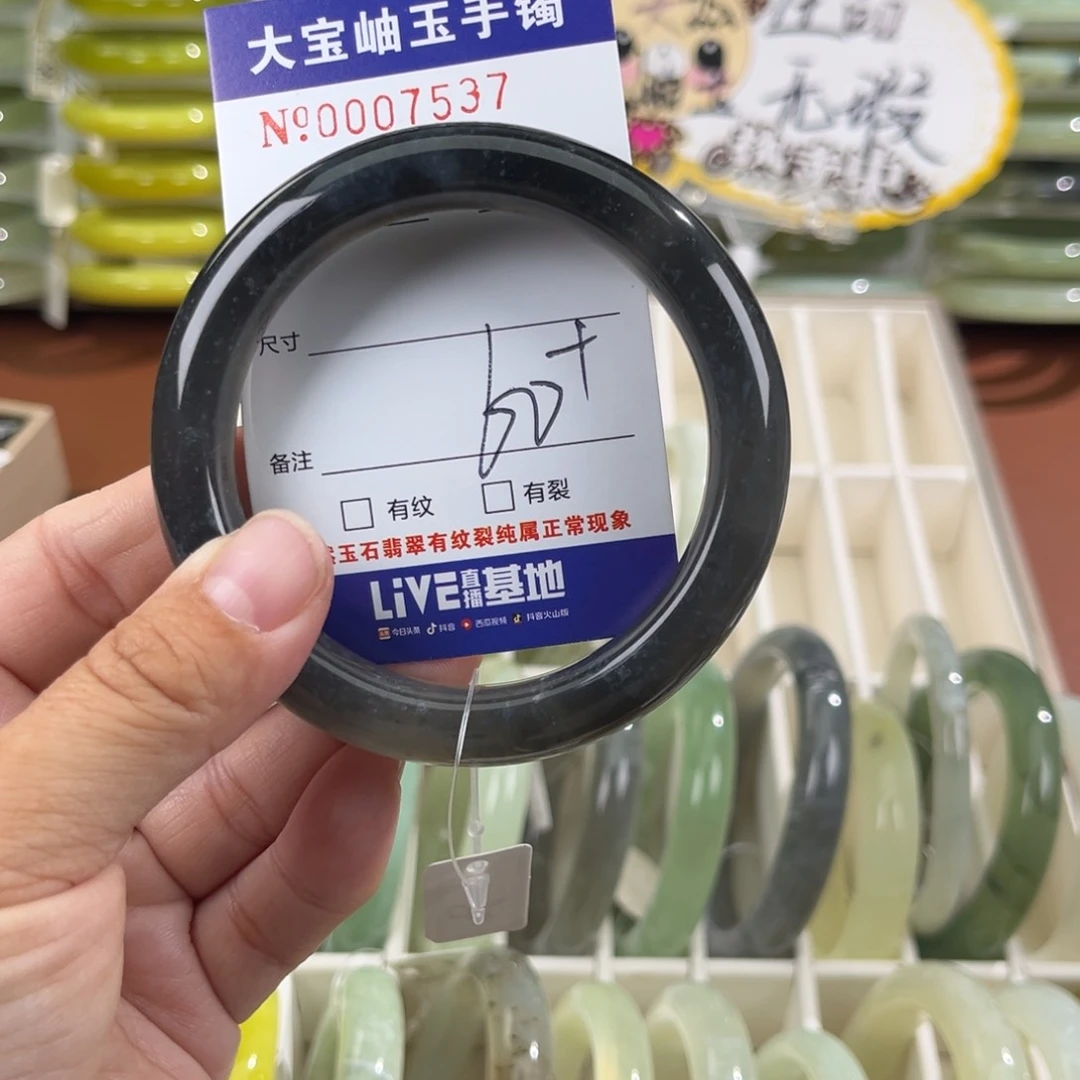 大宝岫玉手镯
Nº0007537
无瑕
尺寸
60+
备注
有纹 有裂
玉石翡翠有纹裂纯属正常现象
LiVE直播基地
今日头条 抖音 西瓜视频 抖音火山版